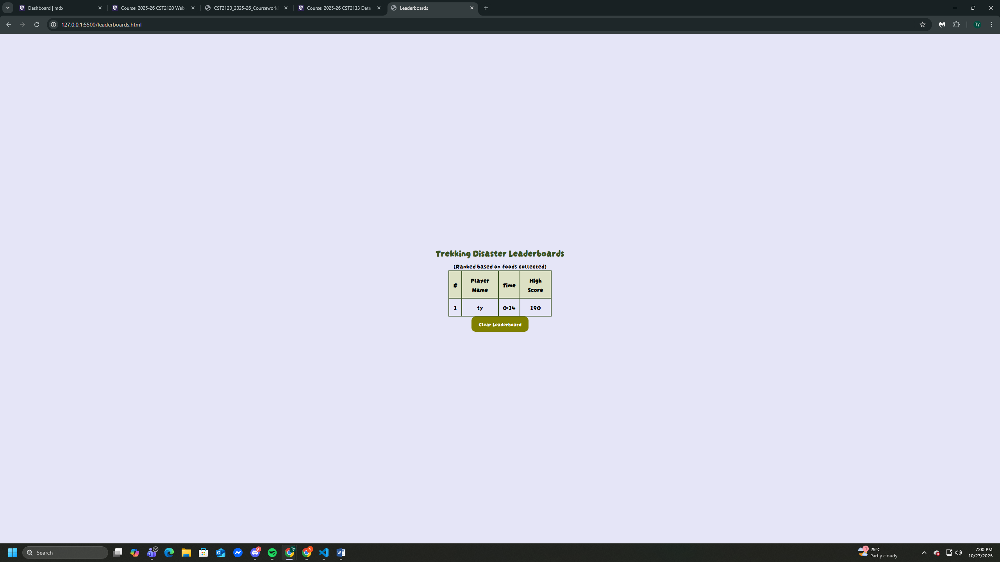 Dashboard | mdx
Course: 2025-26 CST2120 Web
CST2120_2025-26_Coursework1
Course: 2025-26 CST2133 Data
Leaderboards
127.0.0.1:5500/leaderboards.html
Ty
Trekking Disaster Leaderboards
(Ranked based on foods collected)
# Player Name Time High Score
1 ty 0:14 190
Clear Leaderboard
Search
9+
Ty
S
1
29°C
Partly cloudy
7:00 PM
10/27/2025